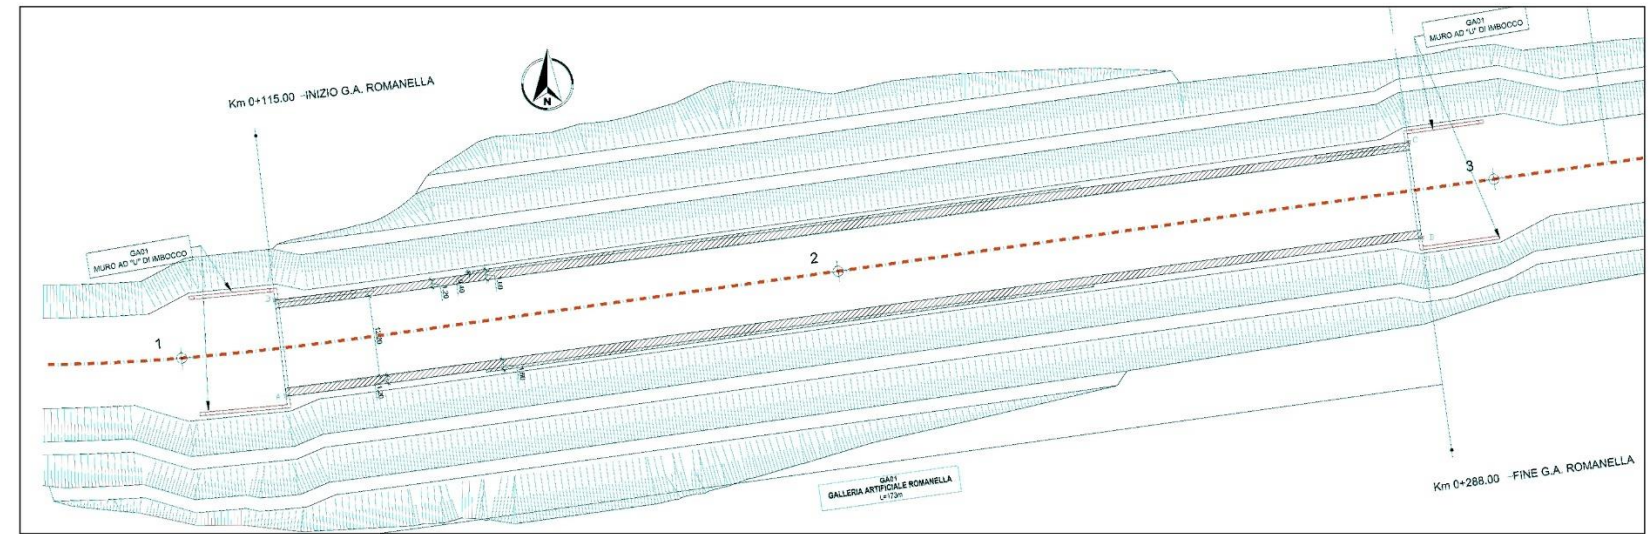 GA01
MURO AD "U" DI IMBOCCO
Km 0+115.00 -INIZIO G.A. ROMANELLA
N
3
2
GA01
MURO AD "U" DI IMBOCCO
1
GA01
GALLERIA ARTIFICIALE ROMANELLA
L=173m
Km 0+288.00 -FINE G.A. ROMANELLA